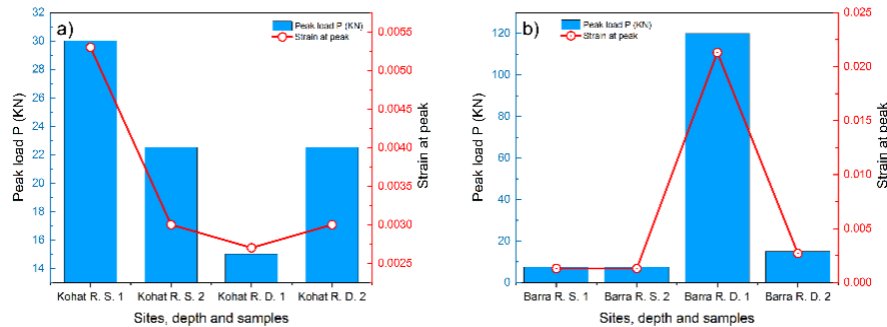 a)
Peak load P (KN)
Strain at peak
Peak load P (KN)
32
30
28
26
24
22
20
18
16
14
Strain at peak
0.0055
0.0050
0.0045
0.0040
0.0035
0.0030
0.0025
Kohat R. S. 1 Kohat R. S. 2 Kohat R. D. 1 Kohat R. D. 2
Sites, depth and samples
b)
Peak load P (KN)
Strain at peak
Peak load P (KN)
120
100
80
60
40
20
0
Strain at peak
0.025
0.020
0.015
0.010
0.005
0.000
Barra R. S. 1 Barra R. S. 2 Barra R. D. 1 Barra R. D. 2
Sites, depth and samples